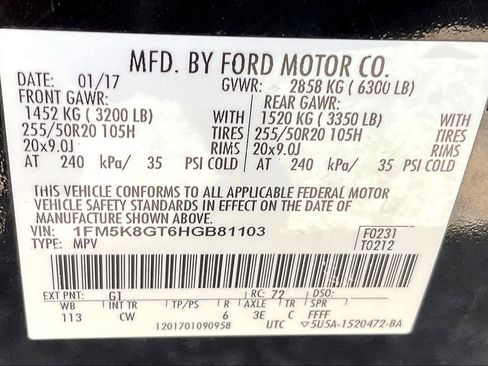 MFD. BY FORD MOTOR CO.
DATE: 01/17 GVWR: 2858 KG ( 6300 LB)
FRONT GAWR: REAR GAWR:
1452 KG ( 3200 LB) WITH 1520 KG ( 3350 LB) WITH
255/50R20 105H TIRES 255/50R20 105H TIRES
20x9.0J RIMS 20x9.0J RIMS
AT 240 kPa/ 35 PSI COLD AT 240 kPa/ 35 PSI COLD
THIS VEHICLE CONFORMS TO ALL APPLICABLE FEDERAL MOTOR
VEHICLE SAFETY STANDARDS IN EFFECT ON THE DATE OF
MANUFACTURE SHOWN ABOVE.
VIN: 1FM5K8GT6HGB81103 F0231
TYPE: MPV T0212
EXT PNT: G1 RC: 72 DSO:
WB INT TR TP/PS R AXLE TR SPR
113 CW 6 3E C FFFF
1201701090958 UTC ▽5U5A-1520472-BA